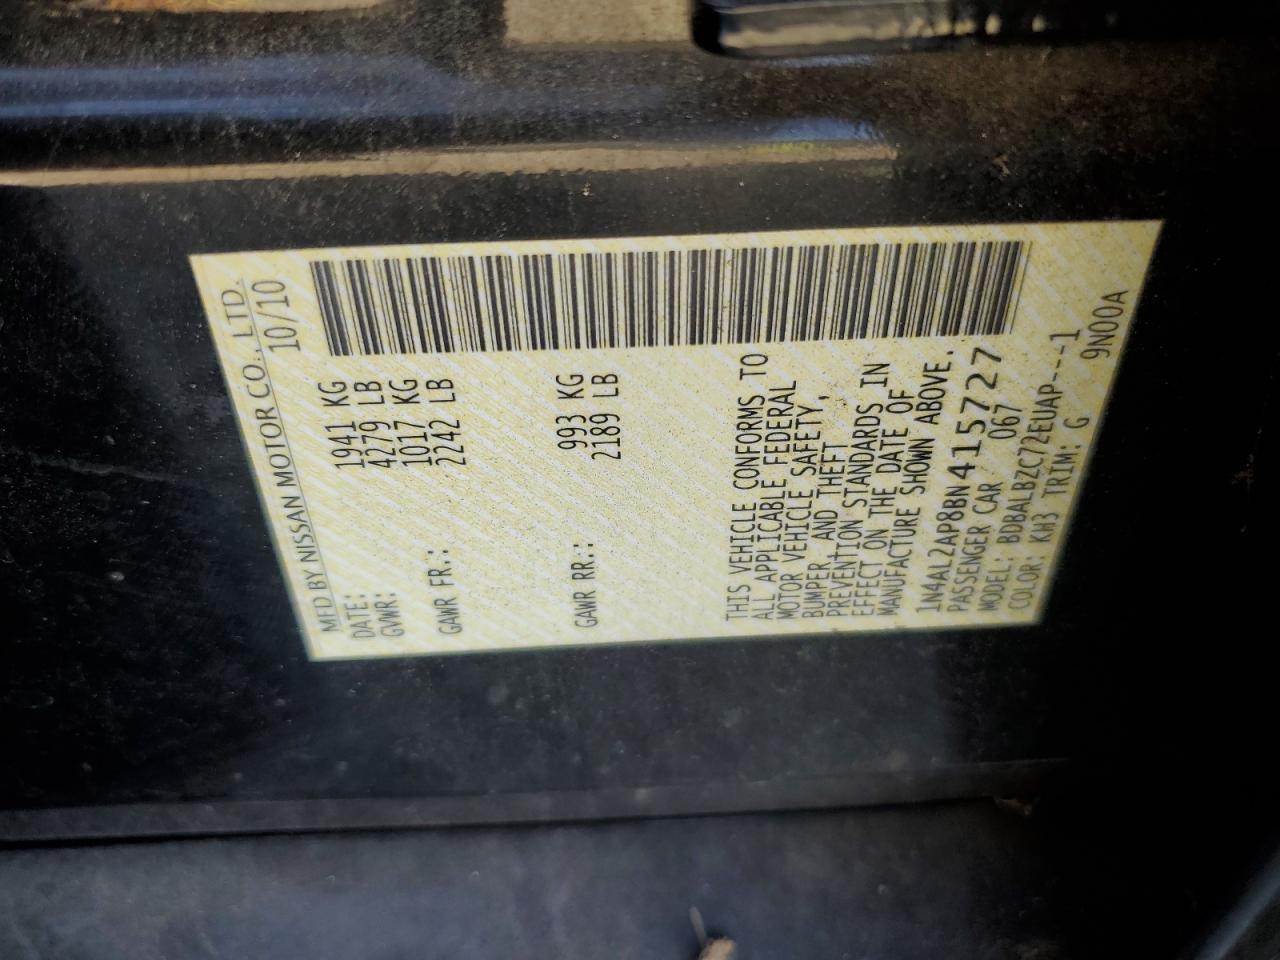 MFD BY NISSAN MOTOR CO., LTD.
DATE: 10/10
GVWR: 1941 KG
4279 LB
GAWR FR.: 1017 KG
2242 LB
GAWR RR.: 993 KG
2189 LB
THIS VEHICLE CONFORMS TO
ALL APPLICABLE FEDERAL
MOTOR VEHICLE SAFETY,
BUMPER, AND THEFT
PREVENTION STANDARDS IN
EFFECT ON THE DATE OF
MANUFACTURE SHOWN ABOVE.
1N4AL2AP8BN415727
PASSENGER CAR 067
MODEL: BDBALBZC72EUAP---1
COLOR: KH3 TRIM: G
9N00A